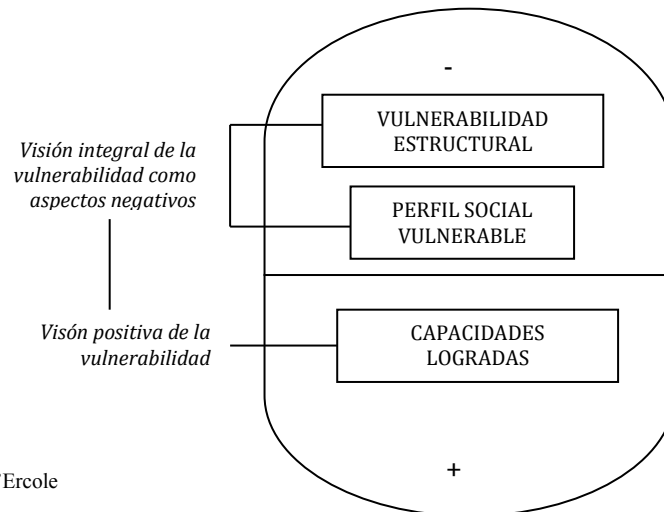 -
VULNERABILIDAD
ESTRUCTURAL
Visión integral de la
vulnerabilidad como
aspectos negativos
PERFIL SOCIAL
VULNERABLE
Visón positiva de la
vulnerabilidad
CAPACIDADES
LOGRADAS
+
'Ercole